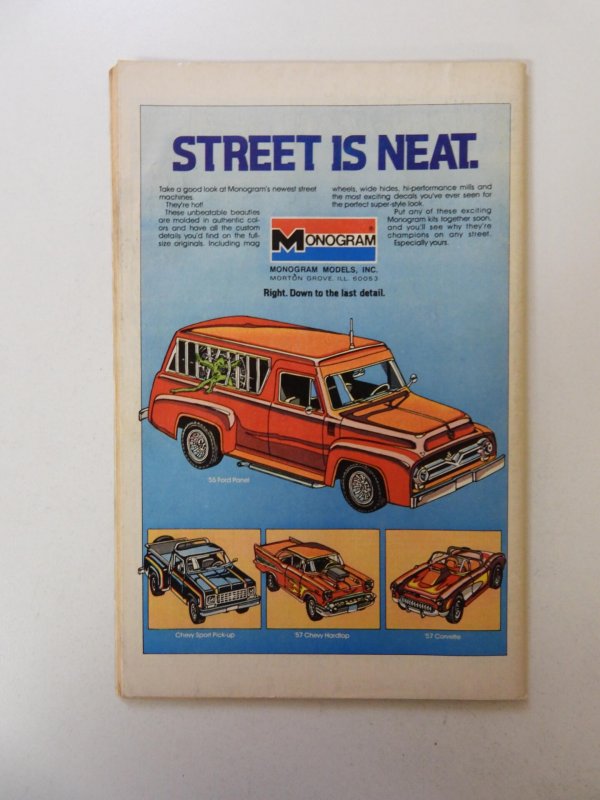 STREET IS NEAT.
Take a good look at Monogram's newest street
machines.
They're hot!
These unbeatable beauties
are molded in authentic col-
ors and have all the custom
details you'd find on the full-
size originals. Including mag
wheels, wide hides, hi-performance mills and
the most exciting decals you've ever seen for
the perfect super-style look.
Put any of these exciting
Monogram kits together soon,
and you'll see why they're
champions on any street.
Especially yours.
MONOGRAM
MONOGRAM MODELS, INC.
MORTON GROVE, ILL. 60053
Right. Down to the last detail.
'55 Ford Panel
Chevy Sport Pick-up
'57 Chevy Hardtop
'57 Corvette